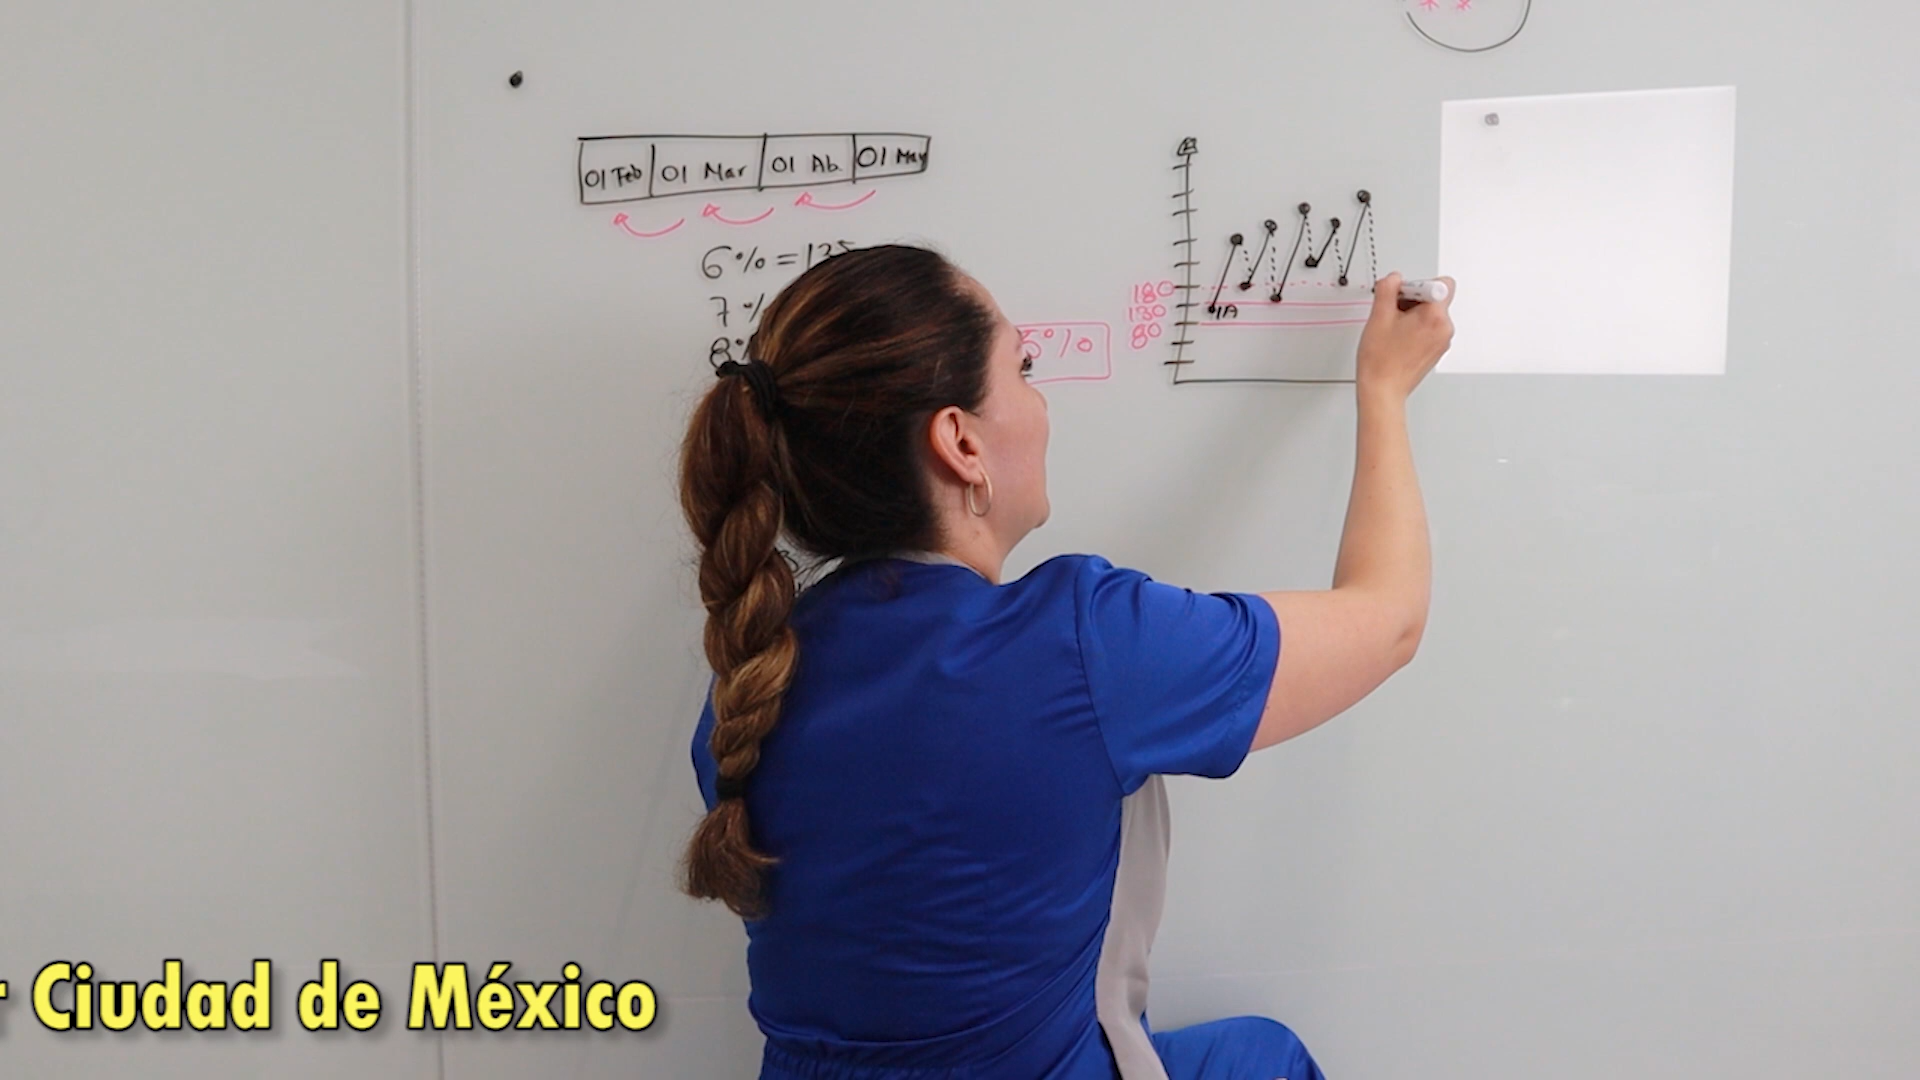 01 Feb 01 Mar 01 Ab. 01 May
6% = 135
7 %
8%
5%
180
130
80
1A
r Ciudad de México